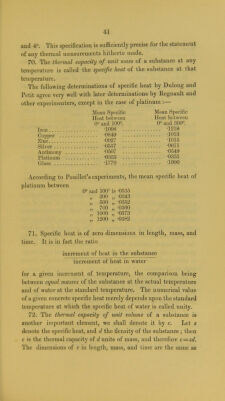 41
and 4°. This specification is sufficiently precise for the statement
of any thermal measurements hitherto made.
70. The thermal capacity of unit mass of a substance at any
temperature is called the specific heat of the substance at that
temperature.
The following determinations of specific heat by Dulong and
Petit agree very well with later determinations by Regnault and
other experimenters, except in the case of platinum:—
Mean Specific Mean Specific
Heat between Heat between
0° and 100°. 0° and 300°.
Iron ·1098 ·1218
Copper ·0949 ·1013
Zinc ·0927 ·1015
Silver ·0557 ·0611
Antimony ·0507 ·0549
Platinum ·0355 ·0355
Glass ·1770 ·1900
According to Pouillet's experiments, the mean specific heat of
platinum between
0° and 100° is ·0335
„ 300 „ ·0343
„ 500 „ ·0352
„ 700 „ ·0360
„ 1000 „ ·0373
„ 1200 „ ·0382
71. Specific heat is of zero dimensions in length, mass, and
time. It is in fact the ratio
increment of heat in the substance
increment of heat in water
for a given increment of temperature, the comparison being
between equal masses of the substance at the actual temperature
and of water at the standard temperature. The numerical value
of a given concrete specific heat merely depends upon the standard
temperature at which the specific heat of water is called unity.
72. The thermal capacity of unit volume of a substance is
another important element, we shall denote it by c. Let s
denote the specific heat, and d the density of the substance; then
c is the thermal capacity of d units of mass, and therefore c=sd.
The dimensions of c in length, mass, and time are the same as